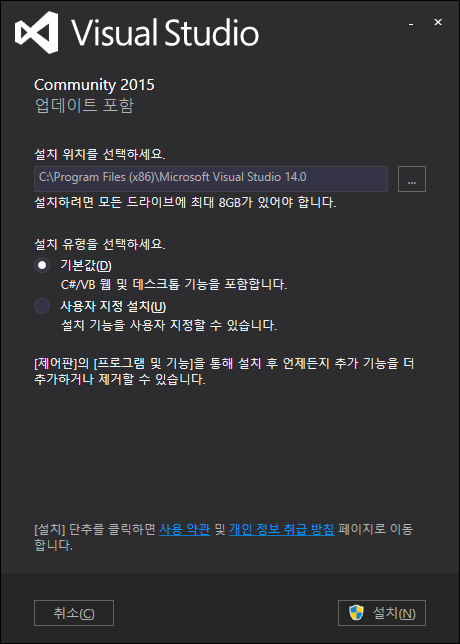 Visual Studio
Community 2015
업데이트 포함
설치 위치를 선택하세요.
C:\Program Files (x86)\Microsoft Visual Studio 14.0
...
설치하려면 모든 드라이브에 최대 8GB가 있어야 합니다.
설치 유형을 선택하세요.
기본값(D)
C#/VB 웹 및 데스크톱 기능을 포함합니다.
사용자 지정 설치(U)
설치 기능을 사용자 지정할 수 있습니다.
[제어판]의 [프로그램 및 기능]을 통해 설치 후 언제든지 추가 기능을 더
추가하거나 제거할 수 있습니다.
[설치] 단추를 클릭하면 사용 약관 및 개인 정보 취급 방침 페이지로 이동
합니다.
취소(C)
설치(N)